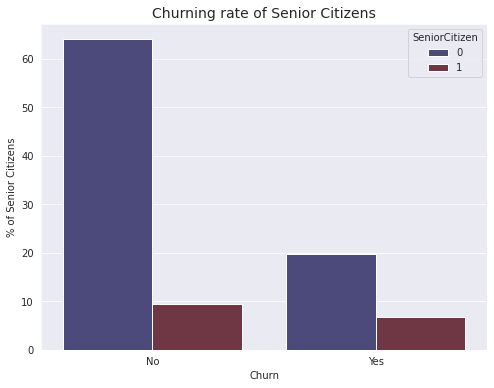 Churning rate of Senior Citizens
SeniorCitizen
0
1
% of Senior Citizens
60
50
40
30
20
10
0
No
Yes
Churn